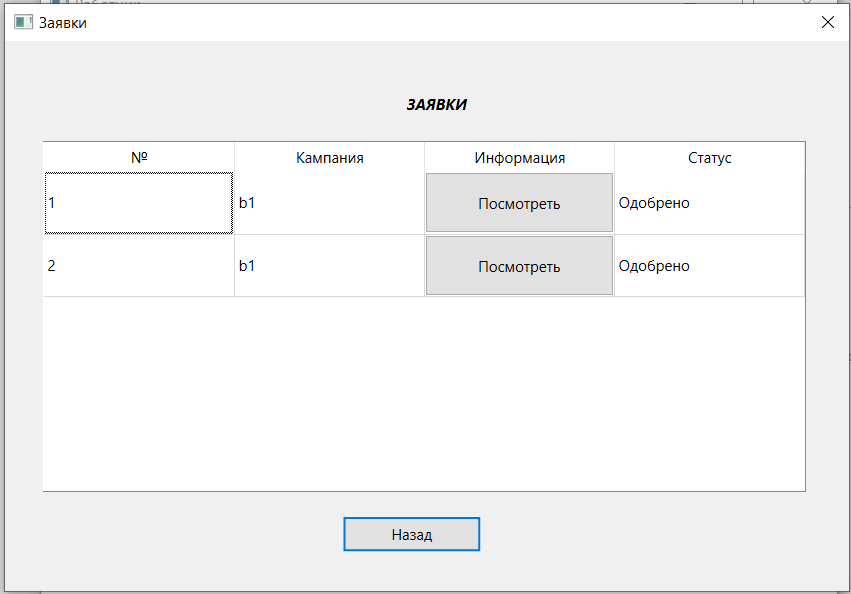 Заявки
ЗАЯВКИ
№ Кампания Информация Статус
1 b1 Посмотреть Одобрено
2 b1 Посмотреть Одобрено
Назад